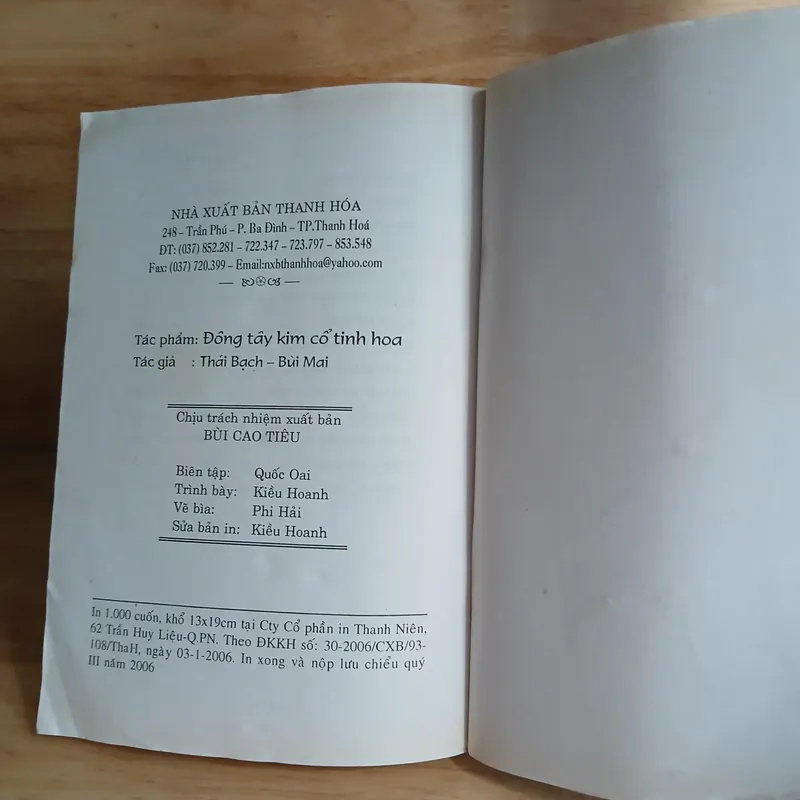 NHÀ XUẤT BẢN THANH HÓA
248 – Trần Phú – P. Ba Đình – TP.Thanh Hoá
ĐT: (037) 852.281 – 722.347 – 723.797 – 853.548
Fax: (037) 720.399 – Email:nxbthanhhoa@yahoo.com
Tác phẩm: Đông tây kim cổ tinh hoa
Tác giả : Thái Bạch – Bùi Mai
Chịu trách nhiệm xuất bản
BÙI CAO TIÊU
Biên tập: Quốc Oai
Trình bày: Kiều Hoanh
Vẽ bìa: Phi Hải
Sửa bản in: Kiều Hoanh
In 1.000 cuốn, khổ 13x19cm tại Cty Cổ phần in Thanh Niên,
62 Trần Huy Liệu-Q.PN. Theo ĐKKH số: 30-2006/CXB/93-
108/ThaH, ngày 03-1-2006. In xong và nộp lưu chiểu quý
III năm 2006